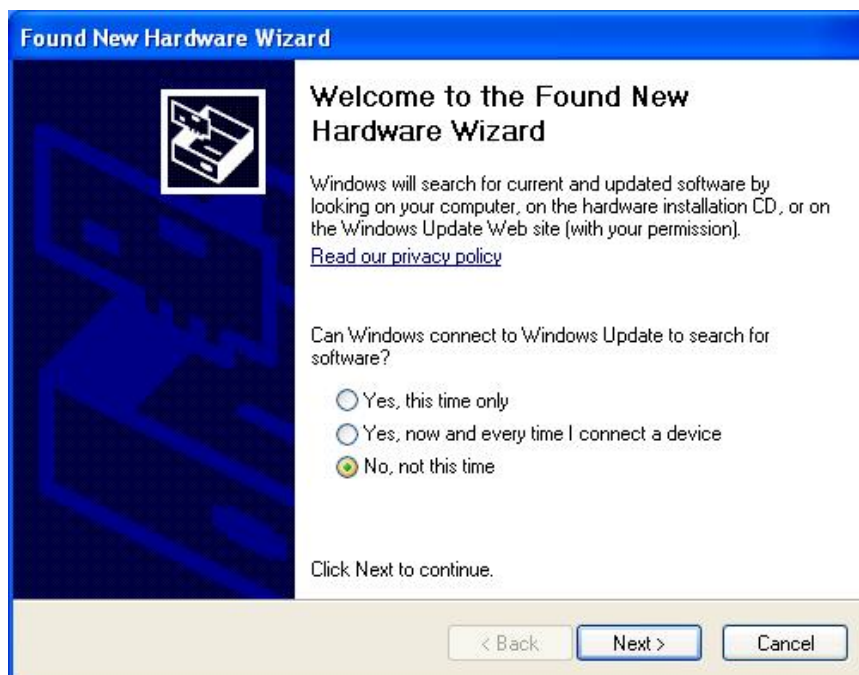 Found New Hardware Wizard
Welcome to the Found New
Hardware Wizard
Windows will search for current and updated software by
looking on your computer, on the hardware installation CD, or on
the Windows Update Web site (with your permission).
Read our privacy policy
Can Windows connect to Windows Update to search for
software?
Yes, this time only
Yes, now and every time I connect a device
No, not this time
Click Next to continue.
< Back Next > Cancel